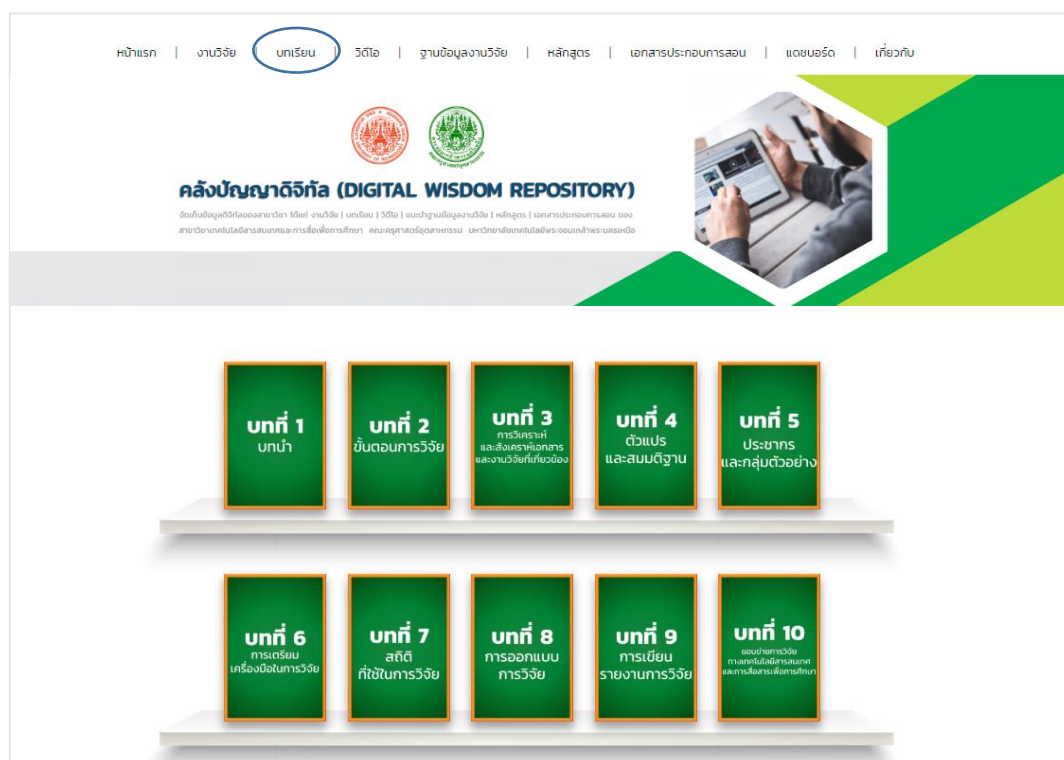 หน้าแรก | งานวิจัย | บทเรียน | วิดีโอ | ฐานข้อมูลงานวิจัย | หลักสูตร | เอกสารประกอบการสอน | แดชบอร์ด | เกี่ยวกับ
คลังปัญญาดิจิทัล (DIGITAL WISDOM REPOSITORY)
จัดเก็บข้อมูลดิจิทัลของสาขาวิชา ได้แก่ งานวิจัย | บทเรียน | วิดีโอ | แนะนำฐานข้อมูลงานวิจัย | หลักสูตร | เอกสารประกอบการสอน ของ
สาขาวิชาเทคโนโลยีสารสนเทศและการสื่อเพื่อการศึกษา คณะครุศาสตร์อุตสาหกรรม มหาวิทยาลัยเทคโนโลยีพระจอมเกล้าพระนครเหนือ
บทที่ 1
บทนำ
บทที่ 2
ขั้นตอนการวิจัย
บทที่ 3
การวิเคราะห์
และสังเคราะห์เอกสาร
และงานวิจัยที่เกี่ยวข้อง
บทที่ 4
ตัวแปร
และสมมติฐาน
บทที่ 5
ประชากร
และกลุ่มตัวอย่าง
บทที่ 6
การเตรียม
เครื่องมือในการวิจัย
บทที่ 7
สถิติ
ที่ใช้ในการวิจัย
บทที่ 8
การออกแบบ
การวิจัย
บทที่ 9
การเขียน
รายงานการวิจัย
บทที่ 10
ขอบข่ายการวิจัย
ทางเทคโนโลยีสารสนเทศ
และการสื่อสารเพื่อการศึกษา